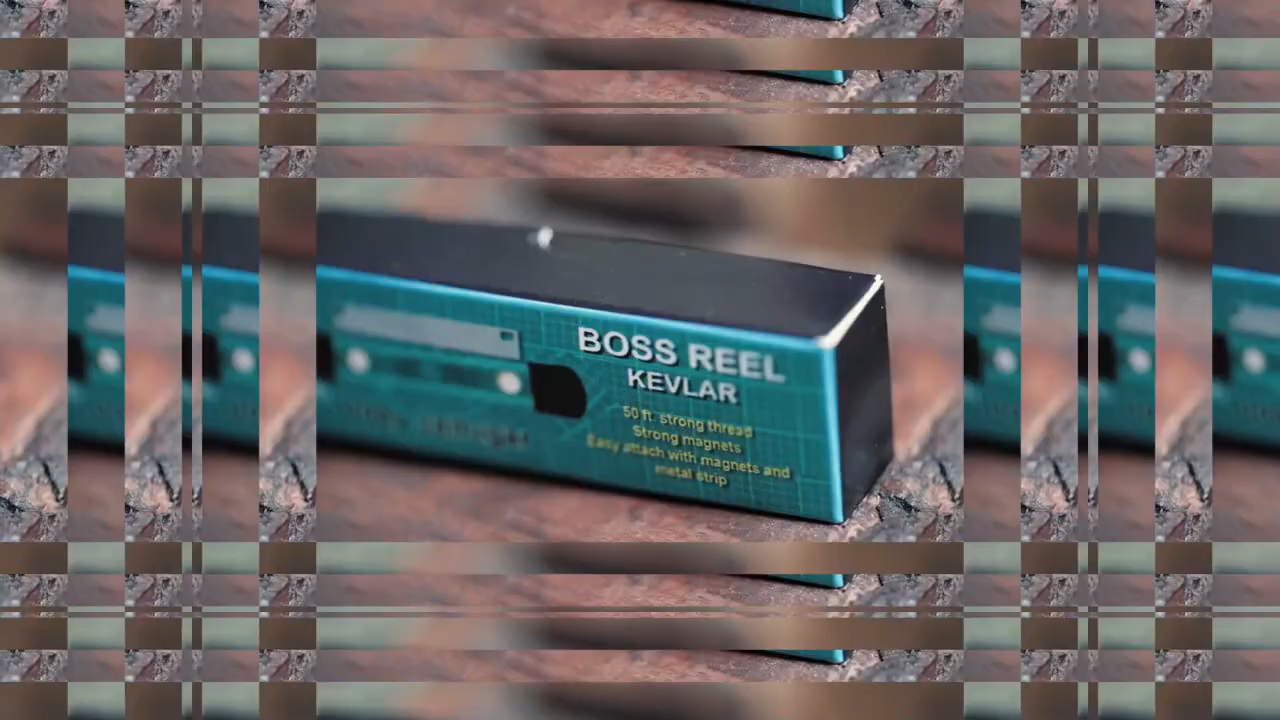 BOSS REEL
KEVLAR
50 ft. strong thread
Strong magnets
Easy attach with magnets and
metal strip